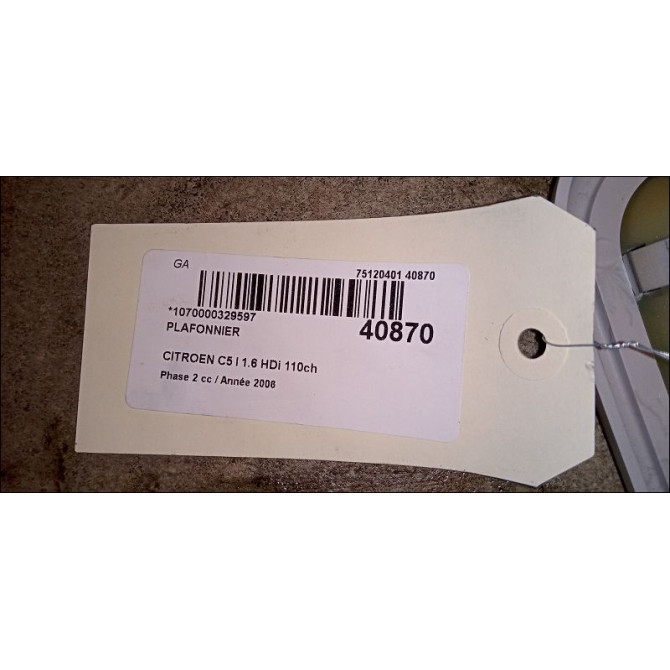 GA
75120401 40870
*1070000329597
40870
PLAFONNIER
CITROEN C5 I 1.6 HDi 110ch
Phase 2 cc / Année 2006